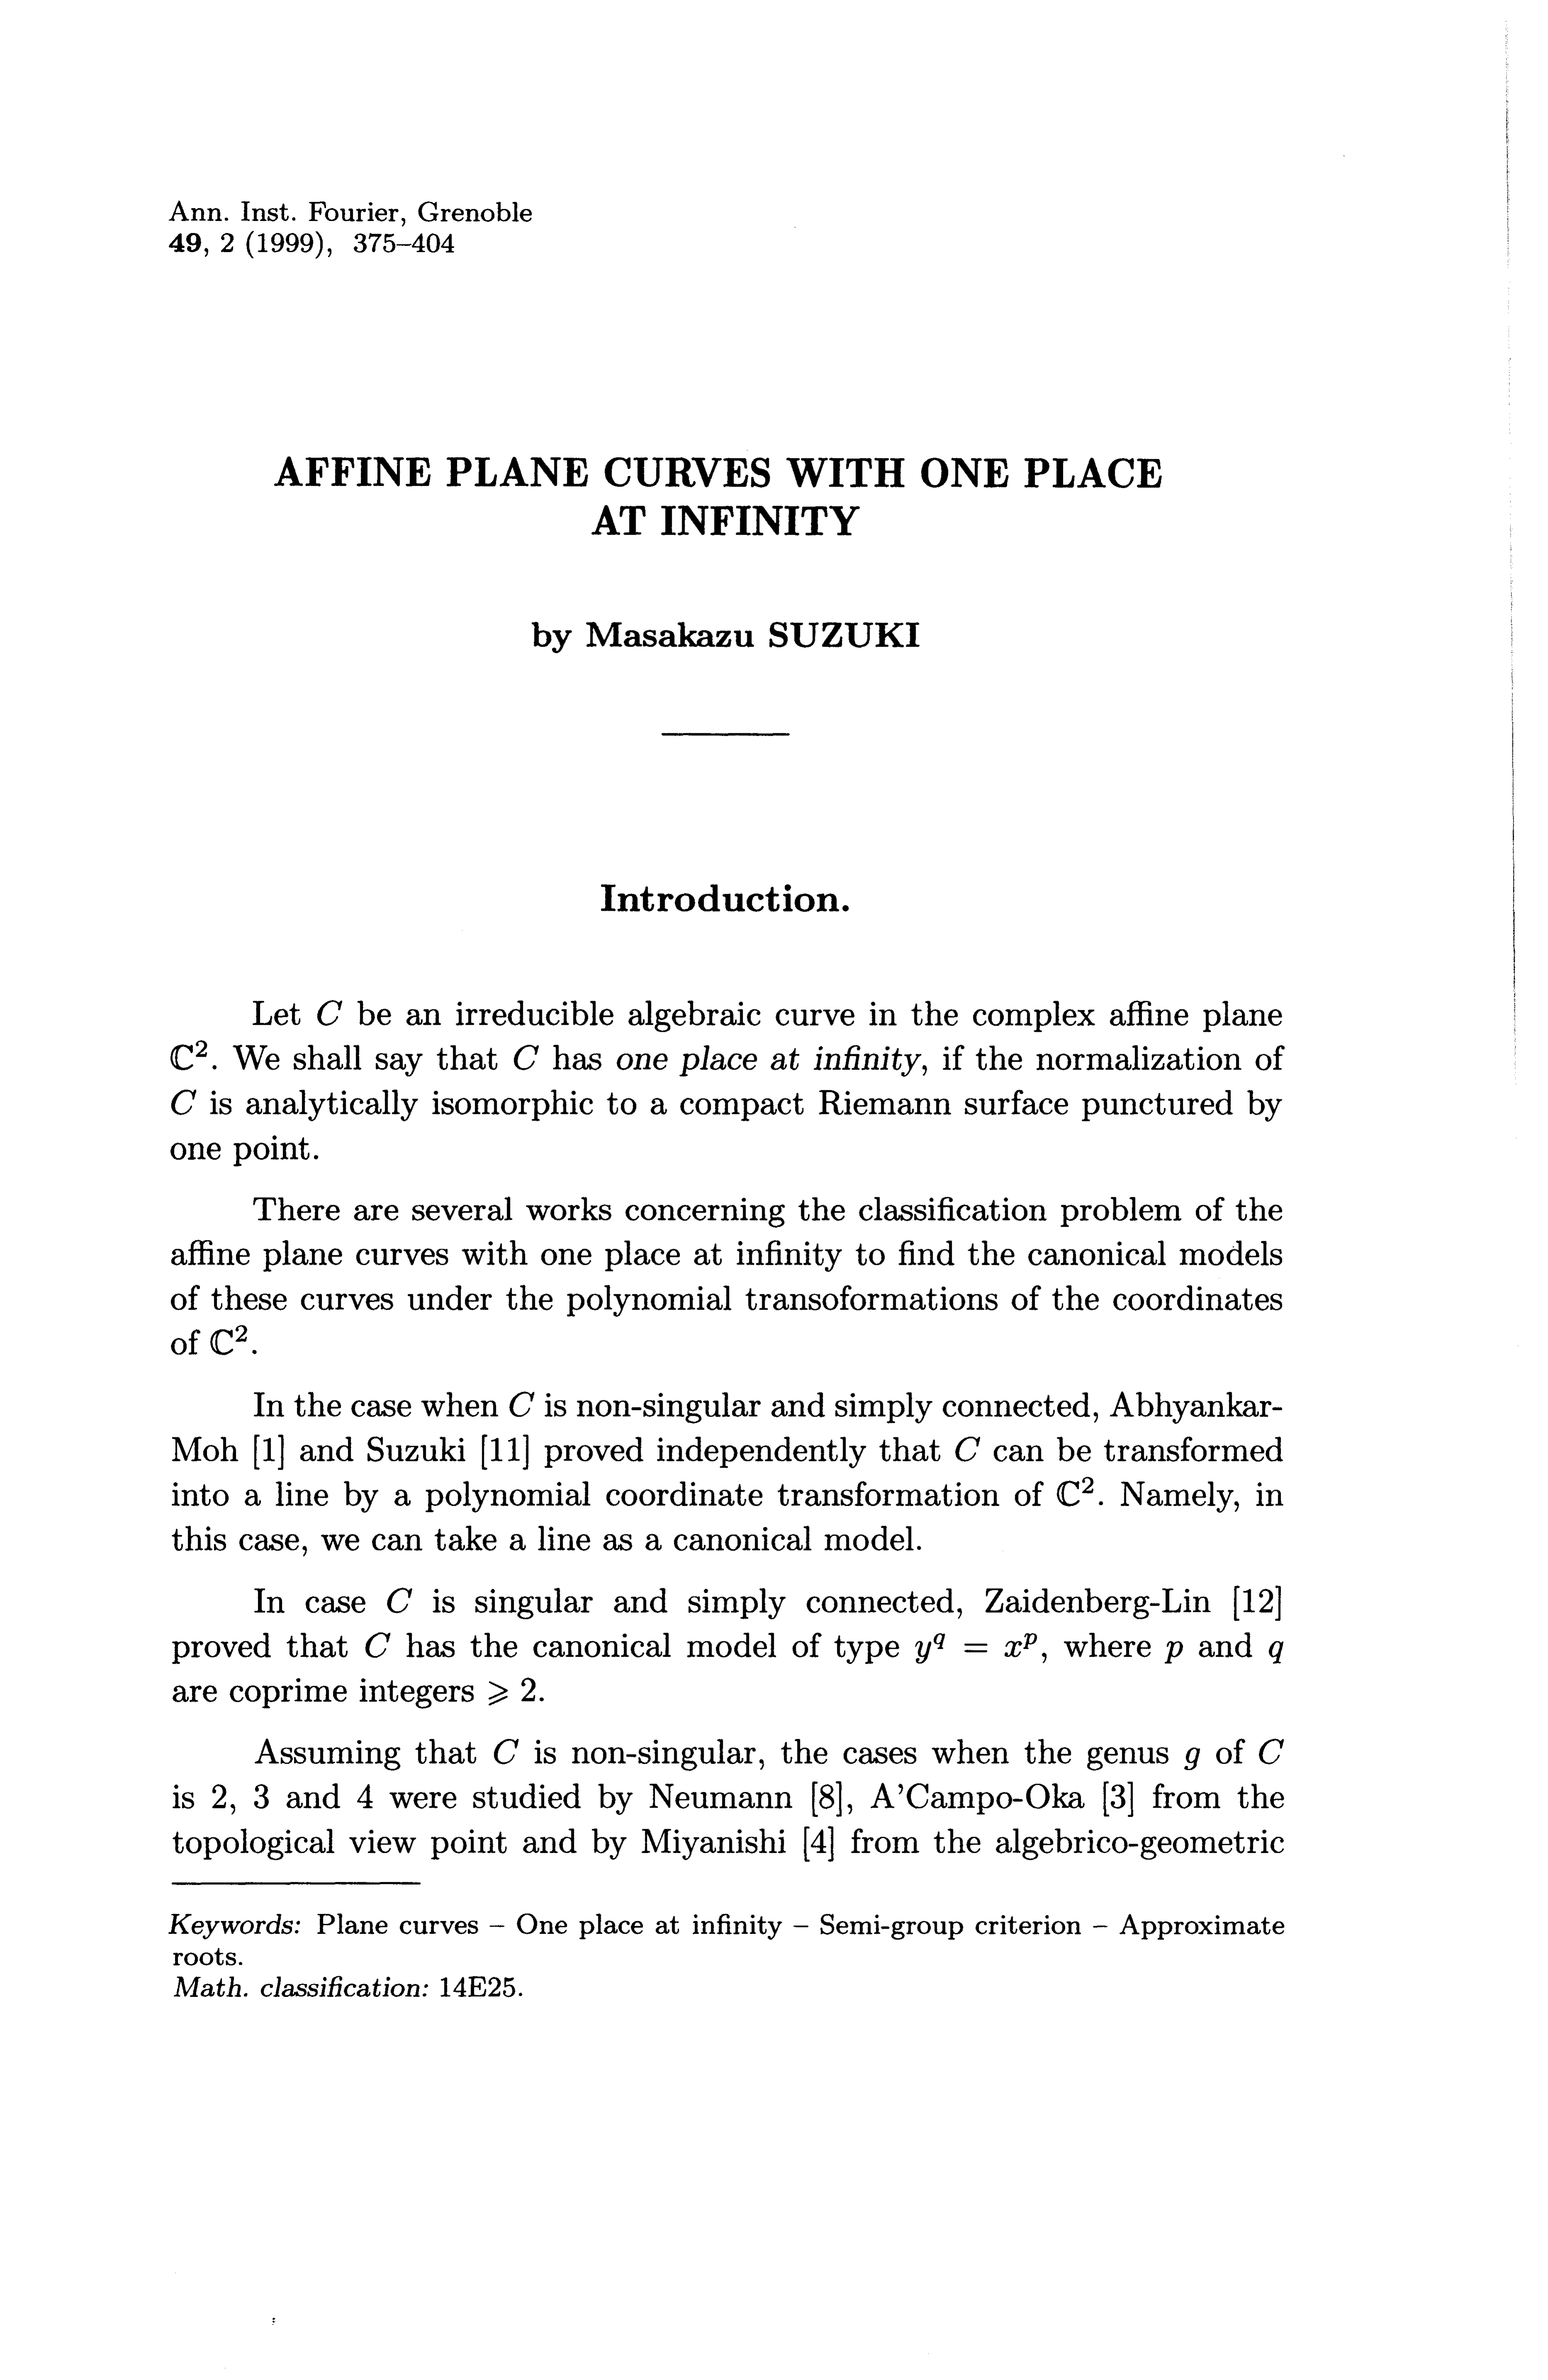 Ann. Inst. Fourier, Grenoble
49, 2 (1999), 375–404
AFFINE PLANE CURVES WITH ONE PLACE
AT INFINITY
by Masakazu SUZUKI
Introduction.
Let C be an irreducible algebraic curve in the complex affine plane
ℂ². We shall say that C has one place at infinity, if the normalization of
C is analytically isomorphic to a compact Riemann surface punctured by
one point.
There are several works concerning the classification problem of the
affine plane curves with one place at infinity to find the canonical models
of these curves under the polynomial transoformations of the coordinates
of ℂ².
In the case when C is non-singular and simply connected, Abhyankar-
Moh [1] and Suzuki [11] proved independently that C can be transformed
into a line by a polynomial coordinate transformation of ℂ². Namely, in
this case, we can take a line as a canonical model.
In case C is singular and simply connected, Zaidenberg-Lin [12]
proved that C has the canonical model of type y^q = x^p, where p and q
are coprime integers ⩾ 2.
Assuming that C is non-singular, the cases when the genus g of C
is 2, 3 and 4 were studied by Neumann [8], A'Campo-Oka [3] from the
topological view point and by Miyanishi [4] from the algebrico-geometric
Keywords: Plane curves – One place at infinity – Semi-group criterion – Approximate
roots.
Math. classification: 14E25.